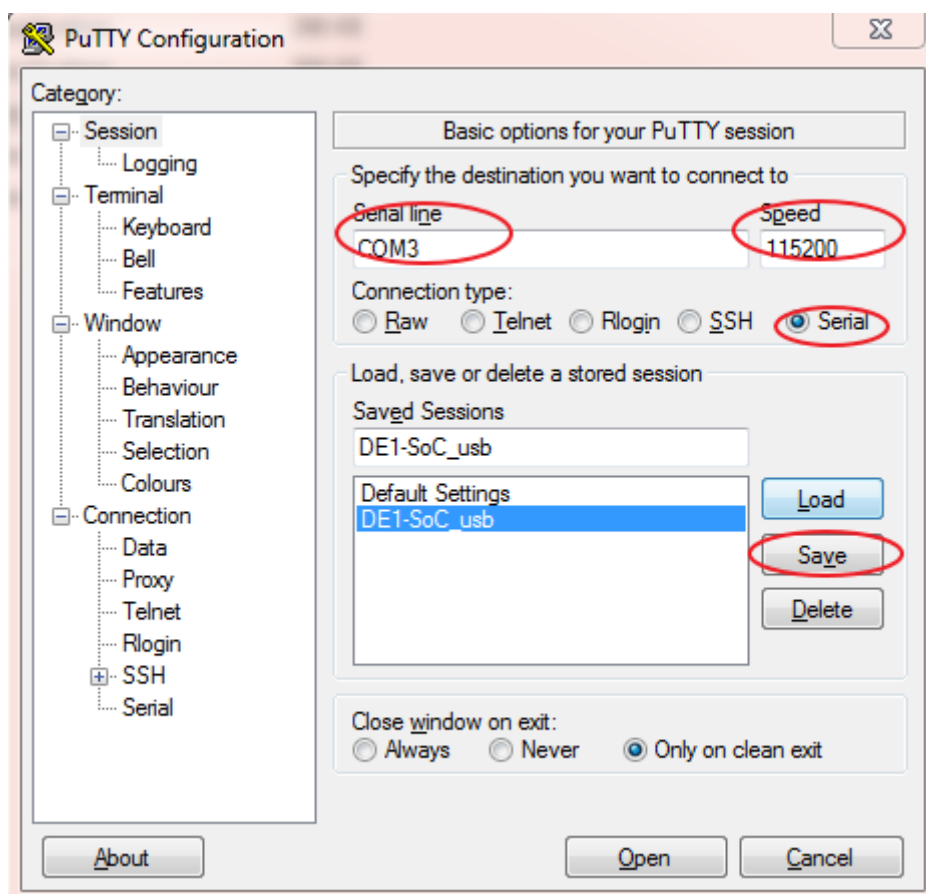 PuTTY Configuration
Category:
Session
Logging
Terminal
Keyboard
Bell
Features
Window
Appearance
Behaviour
Translation
Selection
Colours
Connection
Data
Proxy
Telnet
Rlogin
SSH
Serial
Basic options for your PuTTY session
Specify the destination you want to connect to
Serial line Speed
COM3 115200
Connection type:
Raw Telnet Rlogin SSH Serial
Load, save or delete a stored session
Saved Sessions
DE1-SoC_usb
Default Settings
DE1-SoC_usb
Load
Save
Delete
Close window on exit:
Always Never Only on clean exit
About Open Cancel